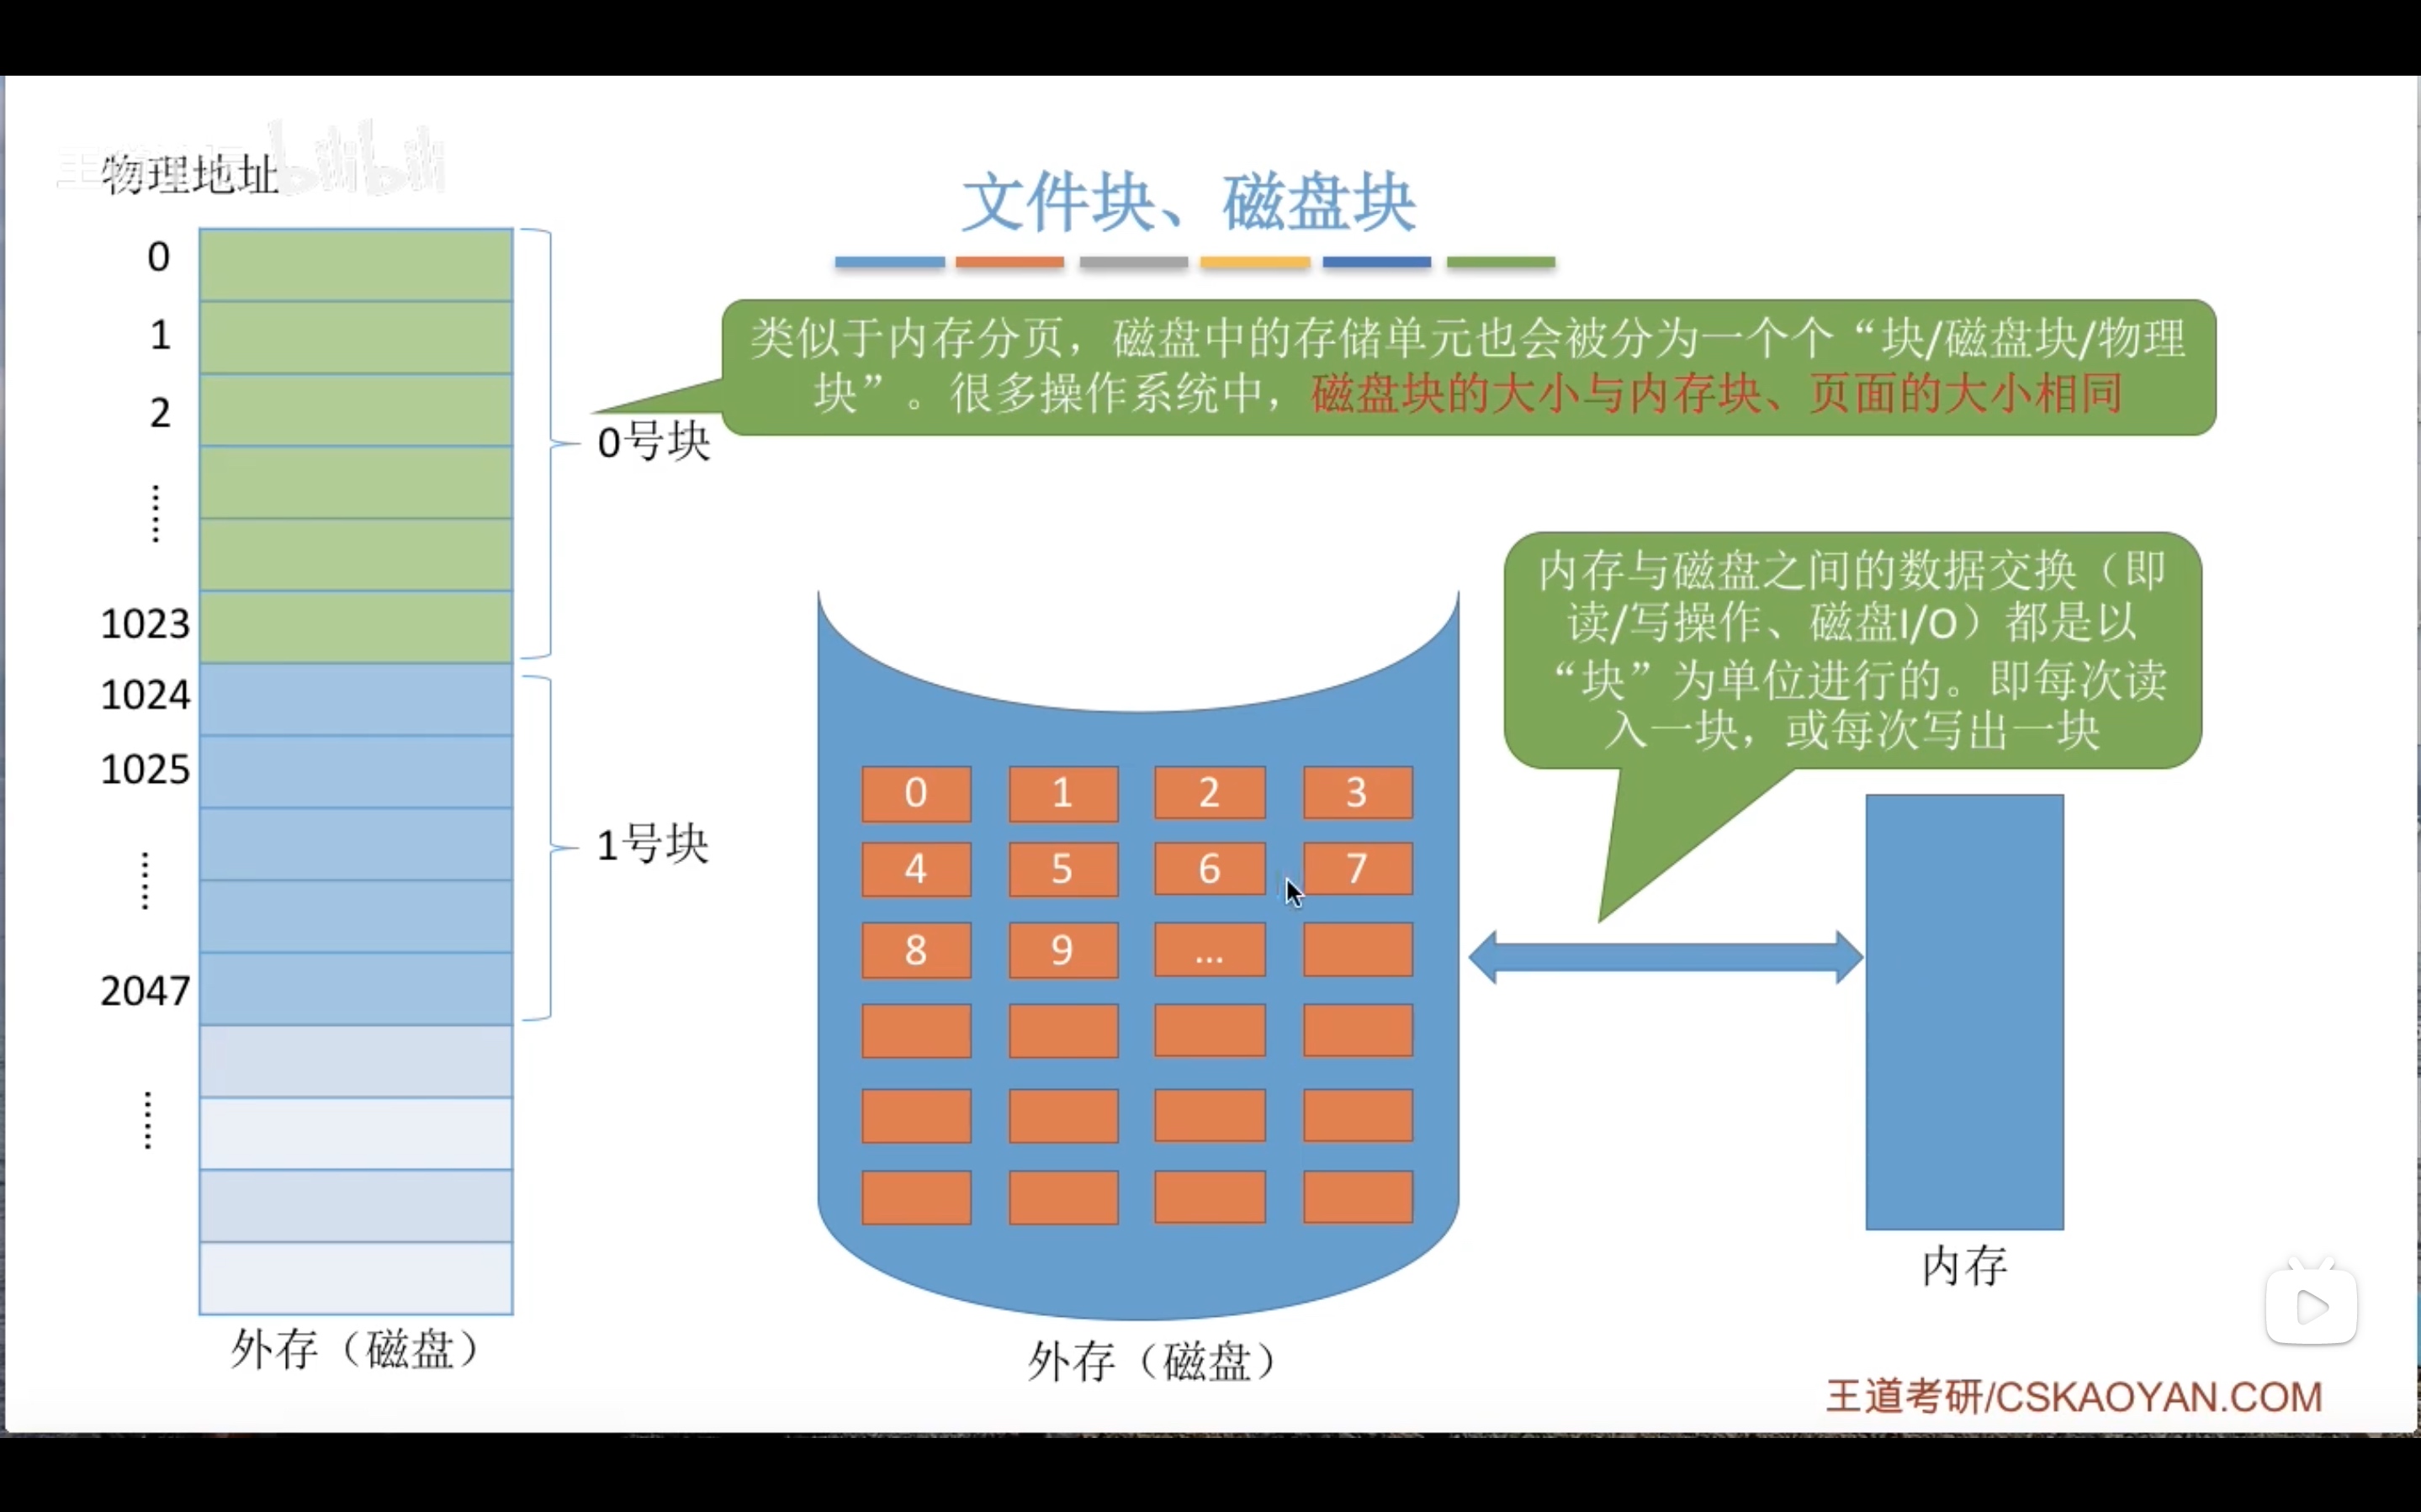 物理地址
bilibili
文件块、磁盘块
类似于内存分页，磁盘中的存储单元也会被分为一个个“块/磁盘块/物理
块”。很多操作系统中，磁盘块的大小与内存块、页面的大小相同
0
1
2
……
1023
0号块
1024
1025
……
2047
1号块
……
外存（磁盘）
0 1 2 3
4 5 6 7
8 9 ...
外存（磁盘）
内存与磁盘之间的数据交换（即
读/写操作、磁盘I/O）都是以
“块”为单位进行的。即每次读
入一块，或每次写出一块
内存
王道考研/CSKAOYAN.COM